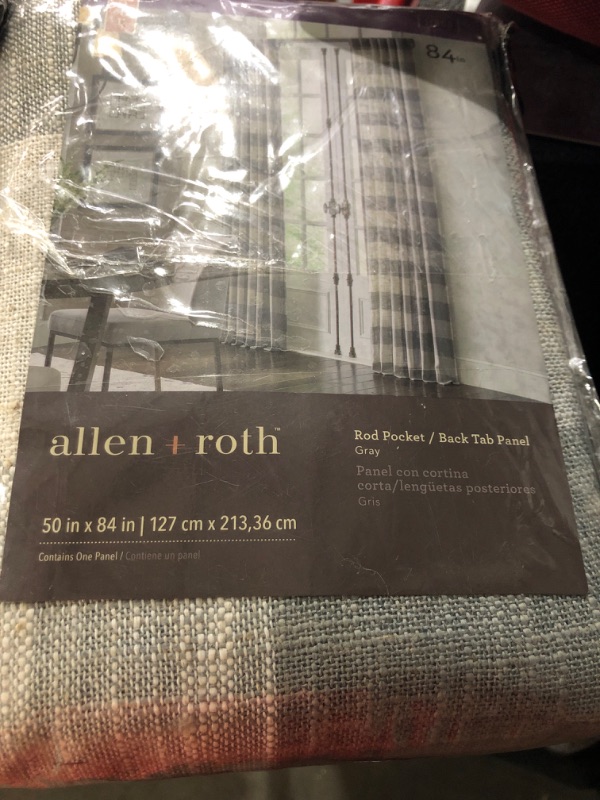 84in
allen + roth™
Rod Pocket / Back Tab Panel
Gray
Panel con cortina
corta/lengüetas posteriores
Gris
50 in x 84 in | 127 cm x 213,36 cm
Contains One Panel / Contiene un panel